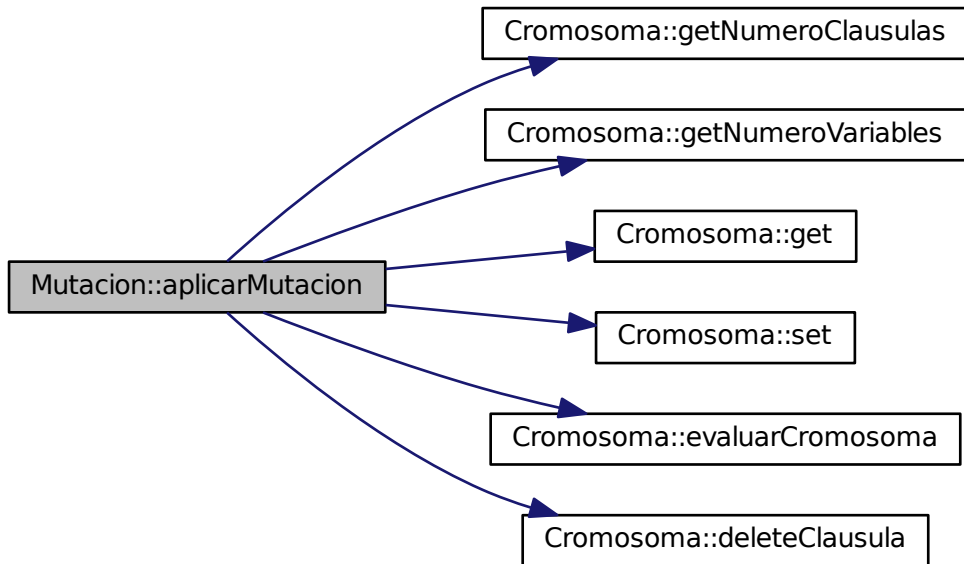 Cromosoma::getNumeroClausulas
Cromosoma::getNumeroVariables
Cromosoma::get
Mutacion::aplicarMutacion
Cromosoma::set
Cromosoma::evaluarCromosoma
Cromosoma::deleteClausula